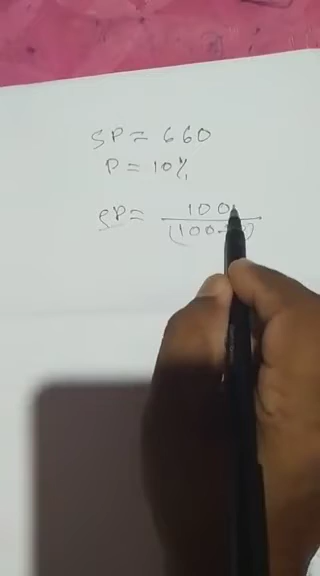 SP = 660
P = 10%
CP = 100
(100